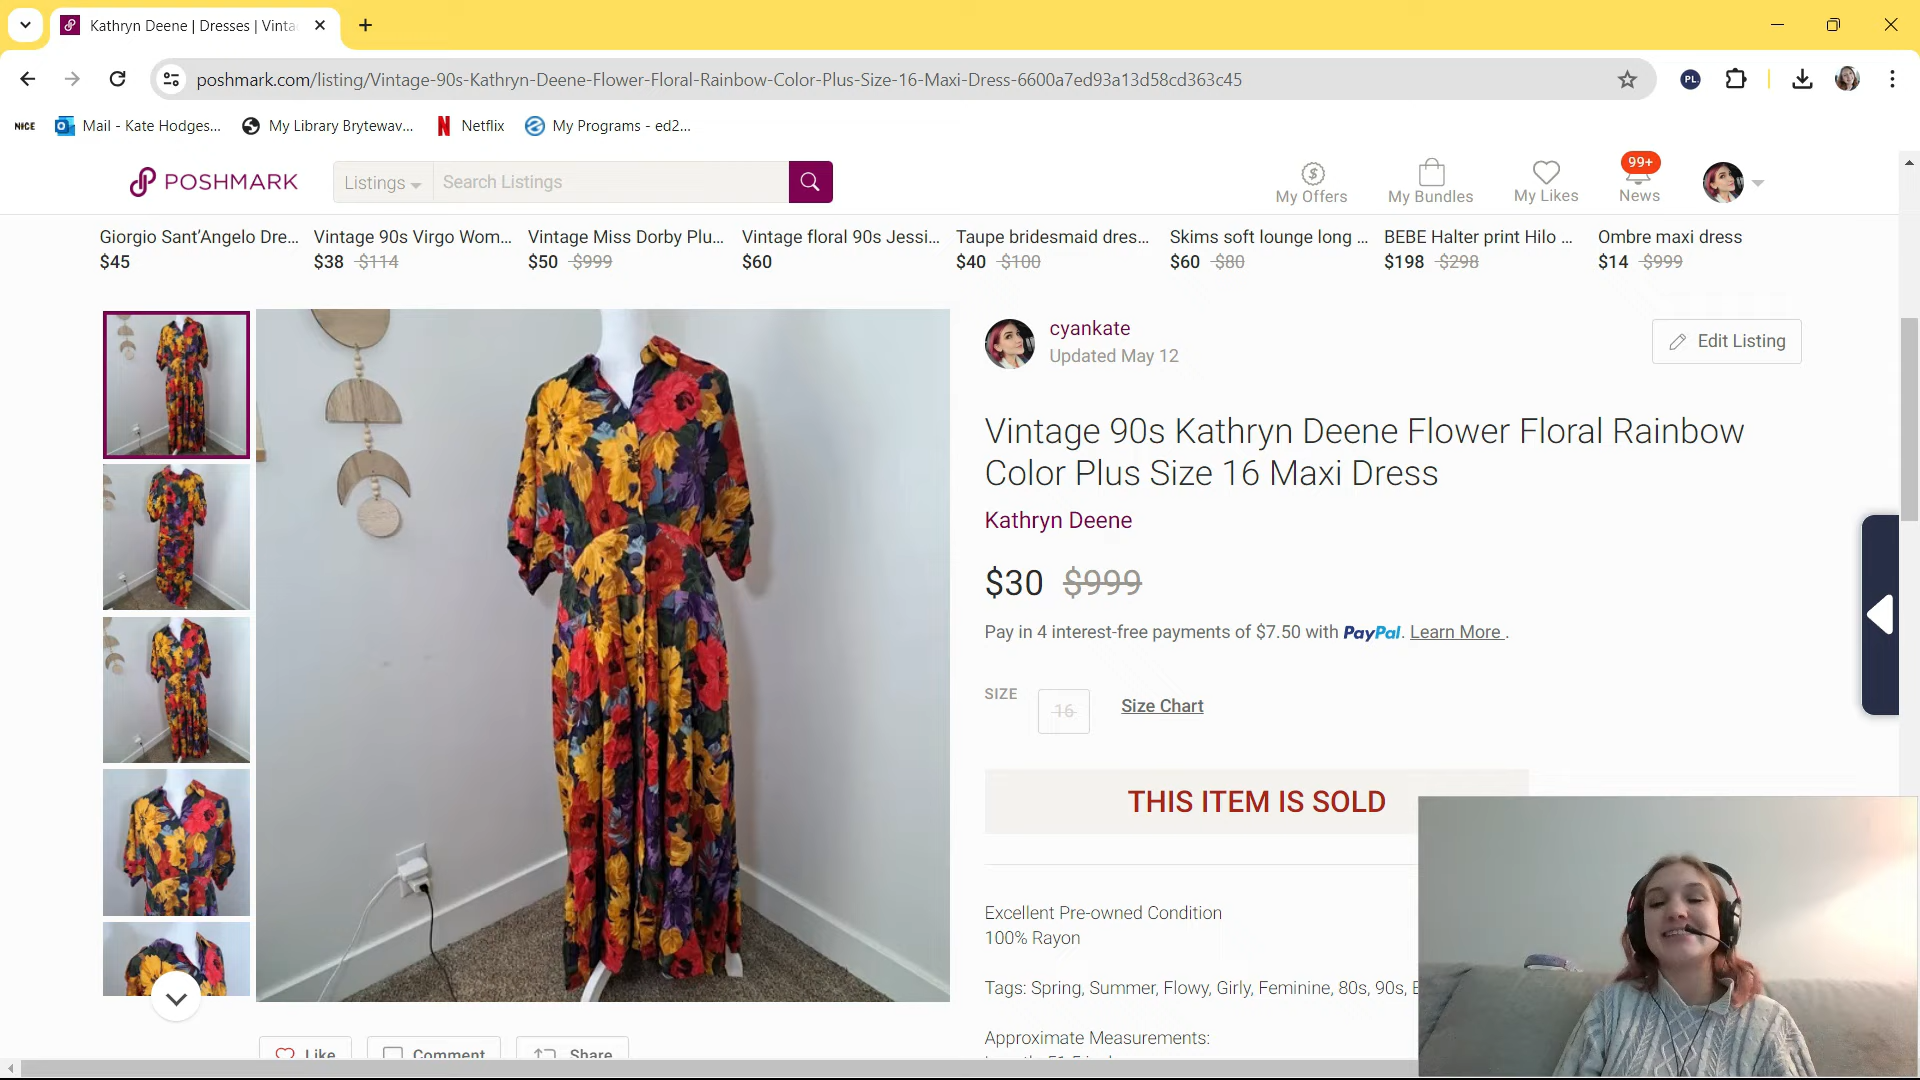 Kathryn Deene | Dresses | Vinta
poshmark.com/listing/Vintage-90s-Kathryn-Deene-Flower-Floral-Rainbow-Color-Plus-Size-16-Maxi-Dress-6600a7ed93a13d58cd363c45
PL
NICE Mail - Kate Hodges... My Library Brytewav... Netflix My Programs - ed2...
POSHMARK Listings Search Listings My Offers My Bundles My Likes 99+ News
Giorgio Sant'Angelo Dre... Vintage 90s Virgo Wom... Vintage Miss Dorby Plu... Vintage floral 90s Jessi... Taupe bridesmaid dres... Skims soft lounge long ... BEBE Halter print Hilo ... Ombre maxi dress
$45 $38 $114 $50 $999 $60 $40 $100 $60 $80 $198 $298 $14 $999
cyankate
Updated May 12
Edit Listing
Vintage 90s Kathryn Deene Flower Floral Rainbow
Color Plus Size 16 Maxi Dress
Kathryn Deene
$30 $999
Pay in 4 interest-free payments of $7.50 with PayPal. Learn More .
SIZE 16 Size Chart
THIS ITEM IS SOLD
Excellent Pre-owned Condition
100% Rayon
Tags: Spring, Summer, Flowy, Girly, Feminine, 80s, 90s,
Approximate Measurements:
Like Comment Share